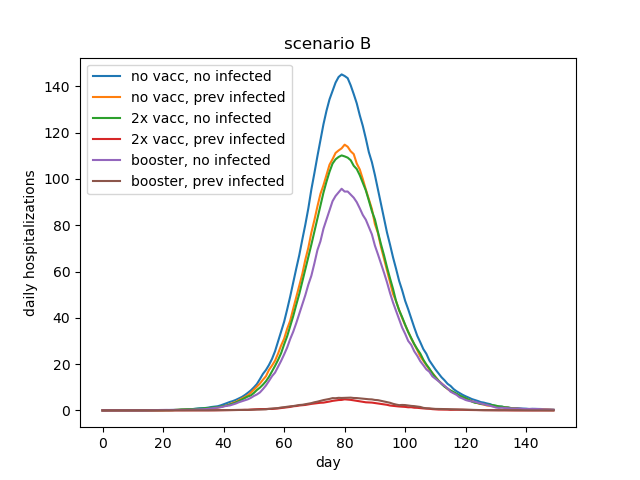 scenario B
no vacc, no infected
no vacc, prev infected
2x vacc, no infected
2x vacc, prev infected
booster, no infected
booster, prev infected
daily hospitalizations
140
120
100
80
60
40
20
0
0 20 40 60 80 100 120 140
day